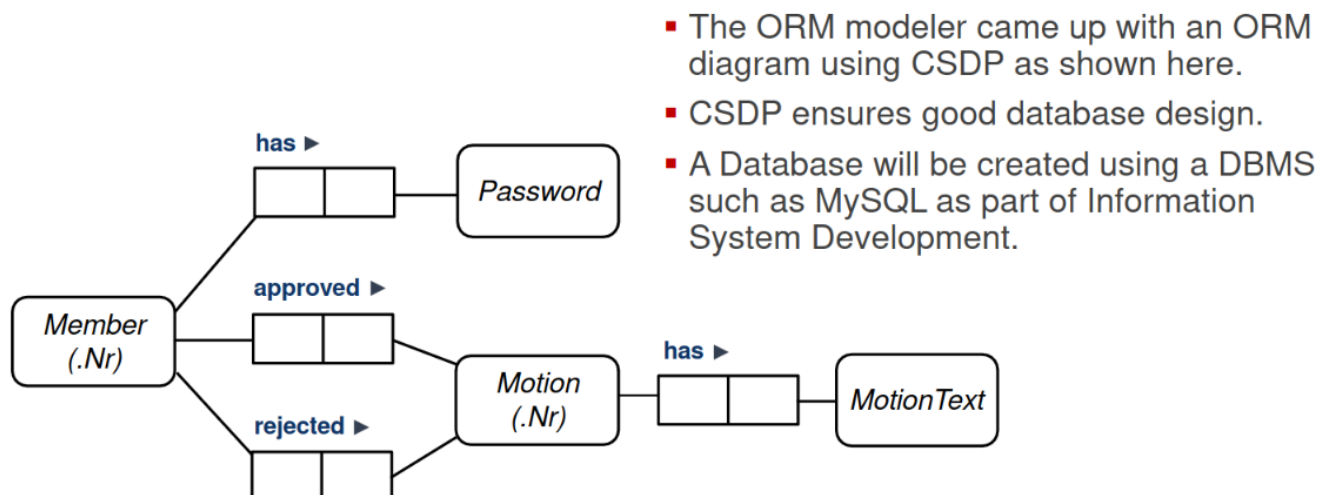 ▪ The ORM modeler came up with an ORM
diagram using CSDP as shown here.
▪ CSDP ensures good database design.
▪ A Database will be created using a DBMS
such as MySQL as part of Information
System Development.
has ►
Password
approved ►
Member
(.Nr)
has ►
Motion
(.Nr)
MotionText
rejected ►